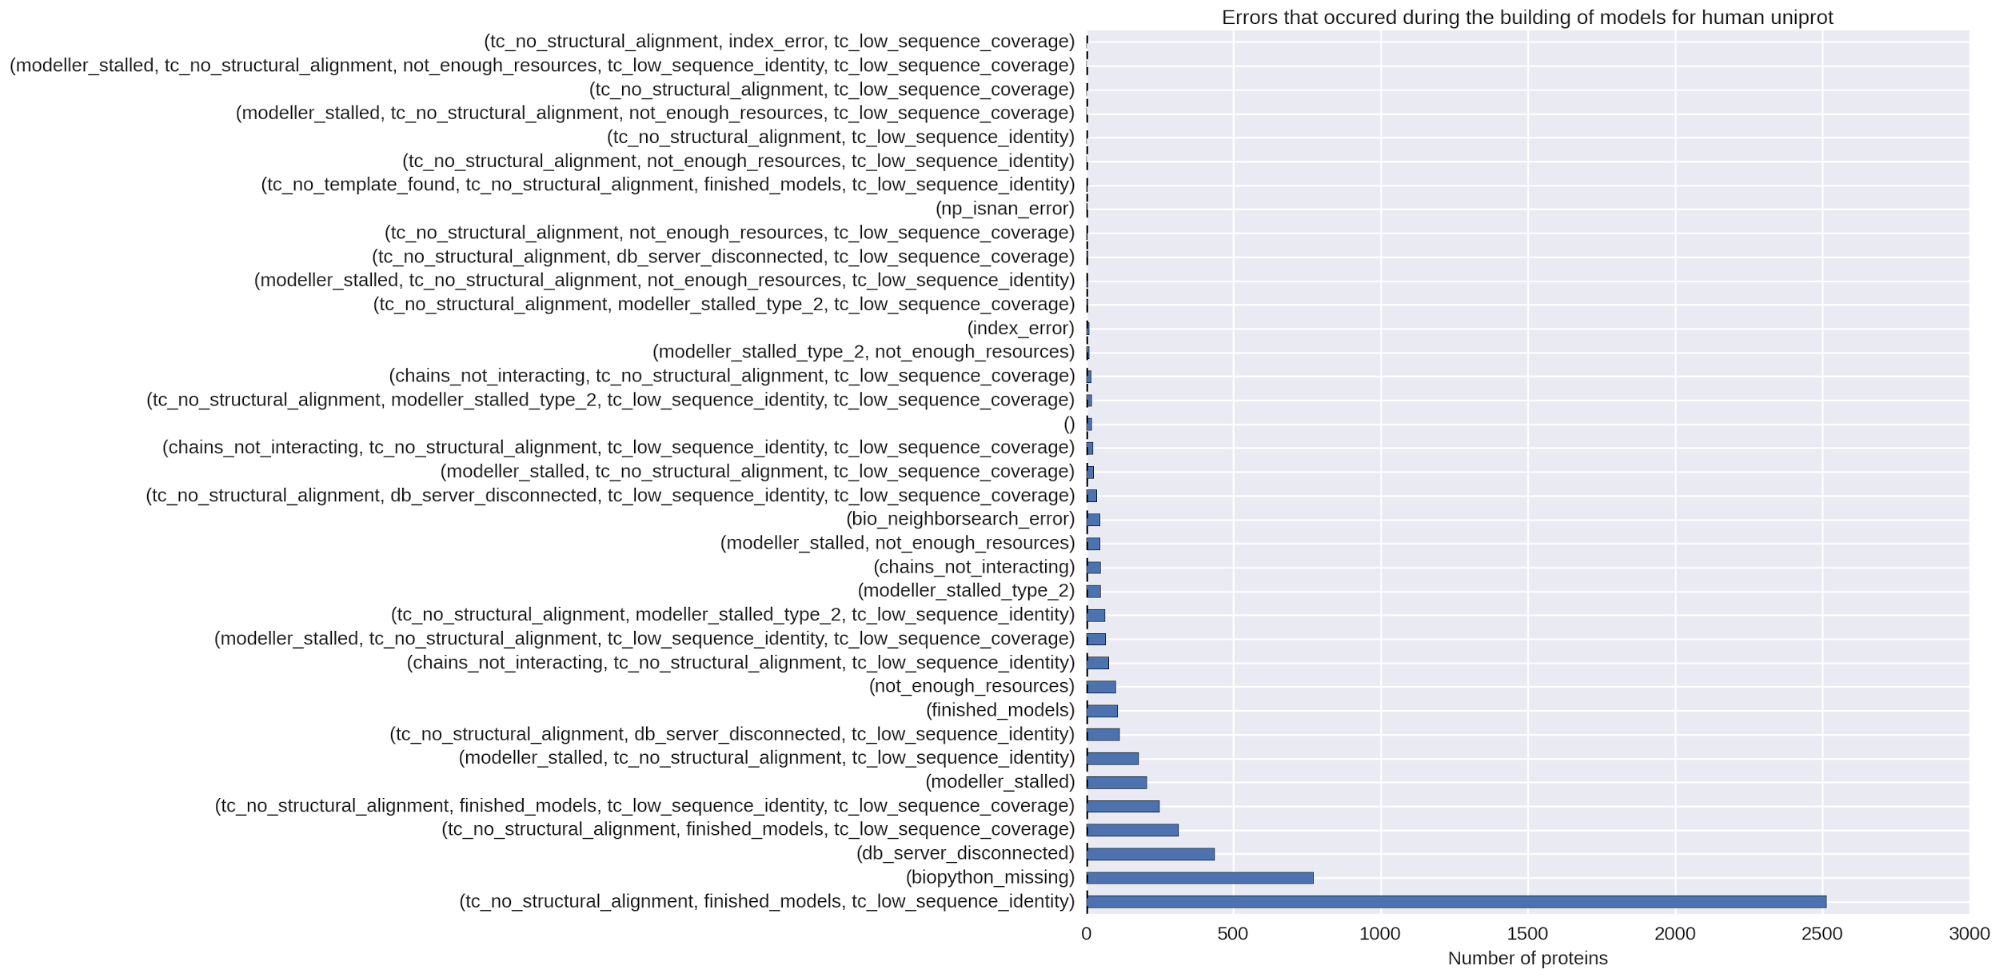 Errors that occured during the building of models for human uniprot
(tc_no_structural_alignment, index_error, tc_low_sequence_coverage)
(modeller_stalled, tc_no_structural_alignment, not_enough_resources, tc_low_sequence_identity, tc_low_sequence_coverage)
(tc_no_structural_alignment, tc_low_sequence_coverage)
(modeller_stalled, tc_no_structural_alignment, not_enough_resources, tc_low_sequence_coverage)
(tc_no_structural_alignment, tc_low_sequence_identity)
(tc_no_structural_alignment, not_enough_resources, tc_low_sequence_identity)
(tc_no_template_found, tc_no_structural_alignment, finished_models, tc_low_sequence_identity)
(np_isnan_error)
(tc_no_structural_alignment, not_enough_resources, tc_low_sequence_coverage)
(tc_no_structural_alignment, db_server_disconnected, tc_low_sequence_coverage)
(modeller_stalled, tc_no_structural_alignment, not_enough_resources, tc_low_sequence_identity)
(tc_no_structural_alignment, modeller_stalled_type_2, tc_low_sequence_coverage)
(index_error)
(modeller_stalled_type_2, not_enough_resources)
(chains_not_interacting, tc_no_structural_alignment, tc_low_sequence_coverage)
(tc_no_structural_alignment, modeller_stalled_type_2, tc_low_sequence_identity, tc_low_sequence_coverage)
()
(chains_not_interacting, tc_no_structural_alignment, tc_low_sequence_identity, tc_low_sequence_coverage)
(modeller_stalled, tc_no_structural_alignment, tc_low_sequence_coverage)
(tc_no_structural_alignment, db_server_disconnected, tc_low_sequence_identity, tc_low_sequence_coverage)
(bio_neighborsearch_error)
(modeller_stalled, not_enough_resources)
(chains_not_interacting)
(modeller_stalled_type_2)
(tc_no_structural_alignment, modeller_stalled_type_2, tc_low_sequence_identity)
(modeller_stalled, tc_no_structural_alignment, tc_low_sequence_identity, tc_low_sequence_coverage)
(chains_not_interacting, tc_no_structural_alignment, tc_low_sequence_identity)
(not_enough_resources)
(finished_models)
(tc_no_structural_alignment, db_server_disconnected, tc_low_sequence_identity)
(modeller_stalled, tc_no_structural_alignment, tc_low_sequence_identity)
(modeller_stalled)
(tc_no_structural_alignment, finished_models, tc_low_sequence_identity, tc_low_sequence_coverage)
(tc_no_structural_alignment, finished_models, tc_low_sequence_coverage)
(db_server_disconnected)
(biopython_missing)
(tc_no_structural_alignment, finished_models, tc_low_sequence_identity)
0 500 1000 1500 2000 2500 3000
Number of proteins